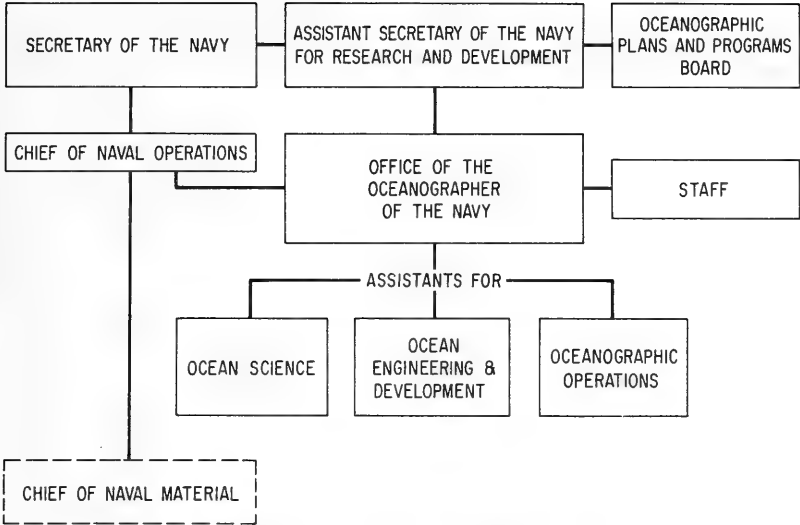 SECRETARY OF THE NAVY
ASSISTANT SECRETARY OF THE NAVY
FOR RESEARCH AND DEVELOPMENT
OCEANOGRAPHIC
PLANS AND PROGRAMS
BOARD
CHIEF OF NAVAL OPERATIONS
OFFICE OF THE
OCEANOGRAPHER
OF THE NAVY
STAFF
ASSISTANTS FOR
OCEAN SCIENCE
OCEAN
ENGINEERING &
DEVELOPMENT
OCEANOGRAPHIC
OPERATIONS
CHIEF OF NAVAL MATERIAL